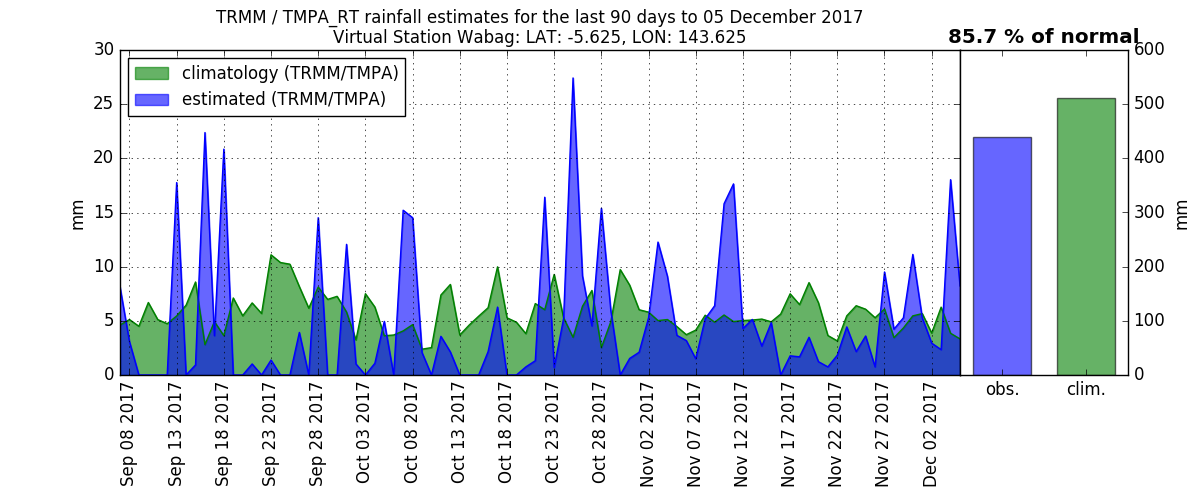 TRMM / TMPA_RT rainfall estimates for the last 90 days to 05 December 2017
Virtual Station Wabag: LAT: -5.625, LON: 143.625
85.7 % of normal
climatology (TRMM/TMPA)
estimated (TRMM/TMPA)
30
25
20
15
10
5
0
mm
600
500
400
300
200
100
0
mm
Sep 08 2017
Sep 13 2017
Sep 18 2017
Sep 23 2017
Sep 28 2017
Oct 03 2017
Oct 08 2017
Oct 13 2017
Oct 18 2017
Oct 23 2017
Oct 28 2017
Nov 02 2017
Nov 07 2017
Nov 12 2017
Nov 17 2017
Nov 22 2017
Nov 27 2017
Dec 02 2017
obs.
clim.